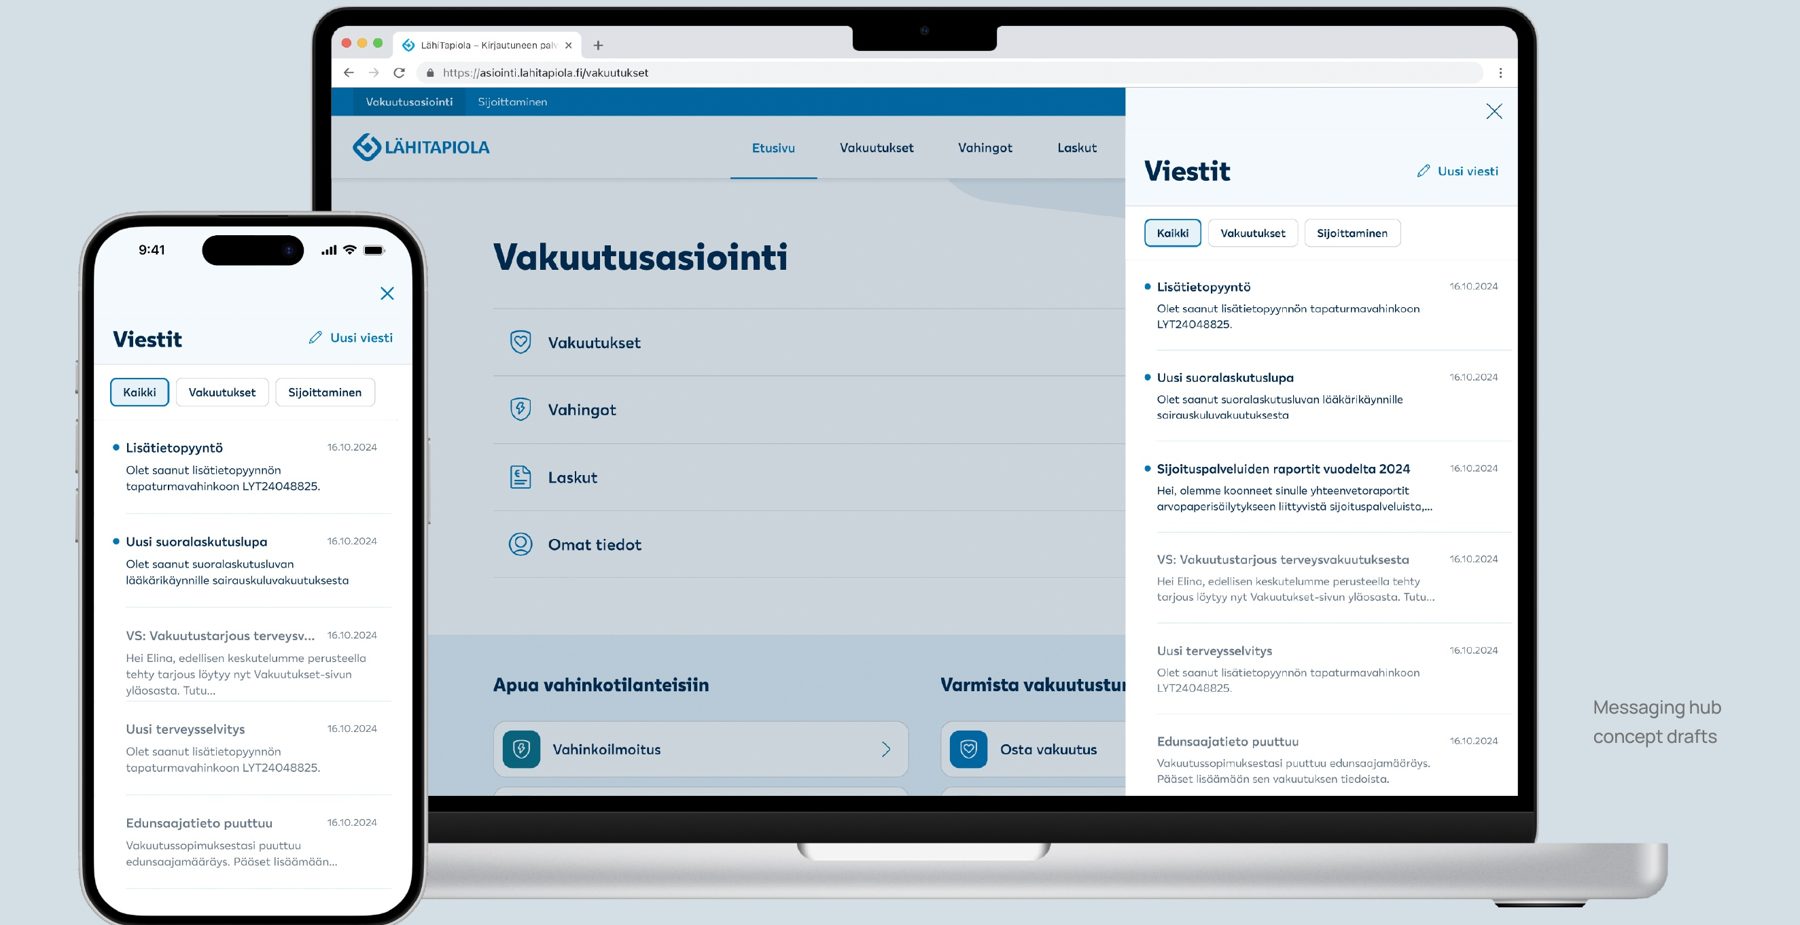 LähiTapiola – Kirjautuneen palv
https://asiointi.lahitapiola.fi/vakuutukset
Vakuutusasiointi
Sijoittaminen
LÄHITAPIOLA
Etusivu
Vakuutukset
Vahingot
Laskut
Vakuutusasiointi
Vakuutukset
Vahingot
Laskut
Omat tiedot
Apua vahinkotilanteisiin
Vahinkoilmoitus
Varmista vakuutustur
Osta vakuutus
Viestit
Uusi viesti
Kaikki
Vakuutukset
Sijoittaminen
Lisätietopyyntö
16.10.2024
Olet saanut lisätietopyynnön tapaturmavahinkoon
LYT24048825.
Uusi suoralaskutuslupa
16.10.2024
Olet saanut suoralaskutusluvan lääkärikäynnille
sairauskuluvakuutuksesta
Sijoituspalveluiden raportit vuodelta 2024
16.10.2024
Hei, olemme koonneet sinulle yhteenvetoraportit
arvopaperisäilytykseen liittyvistä sijoituspalveluista,...
VS: Vakuutustarjous terveysvakuutuksesta
16.10.2024
Hei Elina, edellisen keskutelumme perusteella tehty
tarjous löytyy nyt Vakuutukset-sivun yläosasta. Tutu...
Uusi terveysselvitys
16.10.2024
Olet saanut lisätietopyynnön tapaturmavahinkoon
LYT24048825.
Edunsaajatieto puuttuu
16.10.2024
Vakuutussopimuksestasi puuttuu edunsaajamääräys.
Pääset lisäämään sen vakuutuksen tiedoista.
9:41
Viestit
Uusi viesti
Kaikki
Vakuutukset
Sijoittaminen
Lisätietopyyntö
16.10.2024
Olet saanut lisätietopyynnön
tapaturmavahinkoon LYT24048825.
Uusi suoralaskutuslupa
16.10.2024
Olet saanut suoralaskutusluvan
lääkärikäynnille sairauskuluvakuutuksesta
VS: Vakuutustarjous terveysv...
16.10.2024
Hei Elina, edellisen keskutelumme perusteella
tehty tarjous löytyy nyt Vakuutukset-sivun
yläosasta. Tutu...
Uusi terveysselvitys
16.10.2024
Olet saanut lisätietopyynnön
tapaturmavahinkoon LYT24048825.
Edunsaajatieto puuttuu
16.10.2024
Vakuutussopimuksestasi puuttuu
edunsaajamääräys. Pääset lisäämään...
Messaging hub
concept drafts